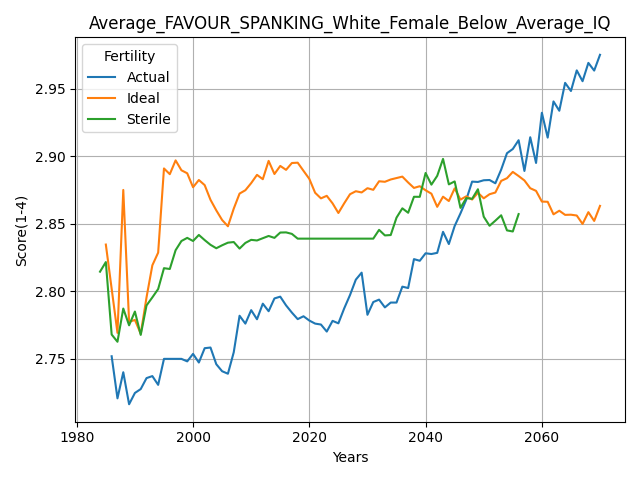 Average_FAVOUR_SPANKING_White_Female_Below_Average_IQ
Fertility
Actual
Ideal
Sterile
Score(1-4)
2.95
2.90
2.85
2.80
2.75
1980
2000
2020
2040
2060
Years